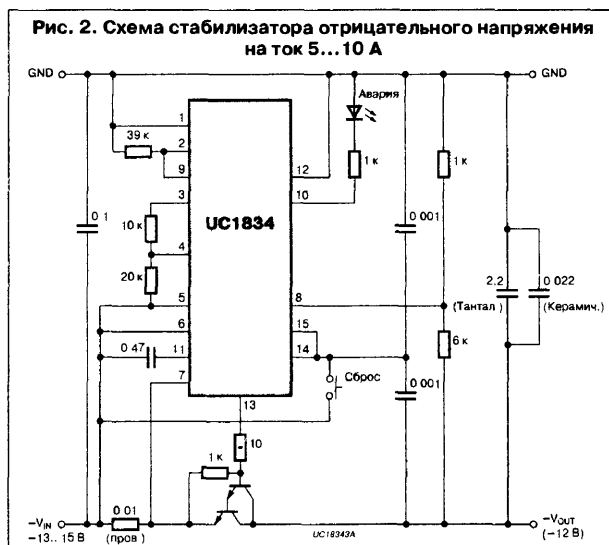 Рис. 2. Схема стабилизатора отрицательного напряжения
на ток 5...10 А
GND
GND
Авария
1
39 к
2
9
12
1 к
1 к
3
10
UC1834
0 1
10 к
0 001
4
20 к
2.2
0 022
5
8
(Тантал)
(Керамич.)
6
15
0 47
11
14
6 к
7
Сброс
0 001
13
10
1 к
–VIN
0 01
–VOUT
–13.. 15 В
(пров)
UC18343A
(–12 В)